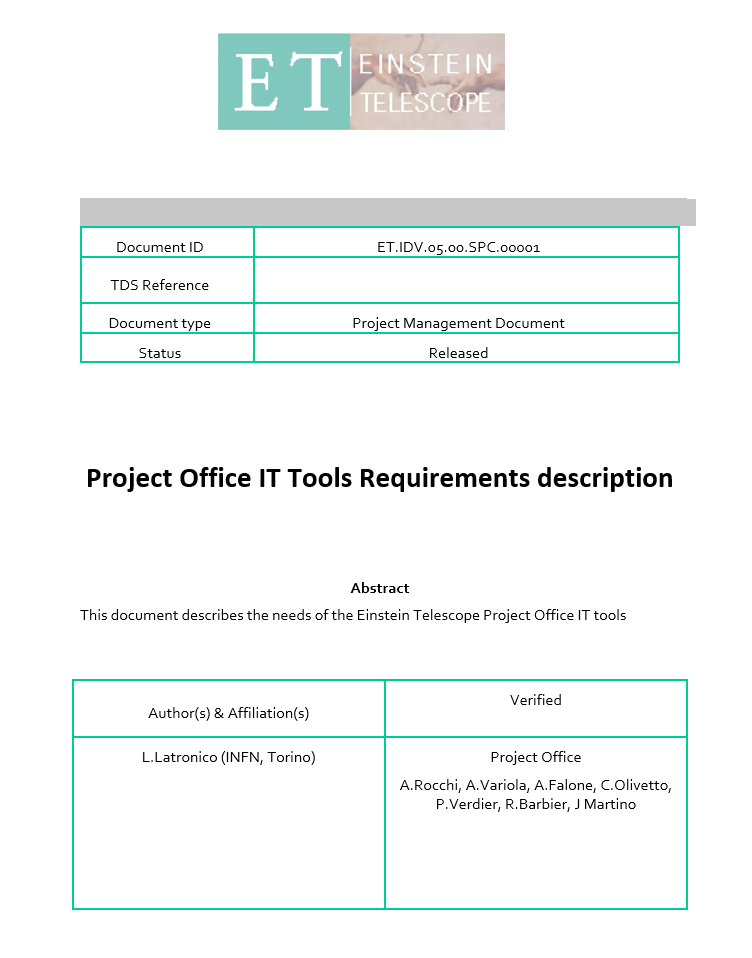 ET EINSTEIN
TELESCOPE
Document ID ET.IDV.05.00.SPC.00001
TDS Reference
Document type Project Management Document
Status Released
Project Office IT Tools Requirements description
Abstract
This document describes the needs of the Einstein Telescope Project Office IT tools
Author(s) & Affiliation(s) Verified
L.Latronico (INFN, Torino) Project Office
A.Rocchi, A.Variola, A.Falone, C.Olivetto,
P.Verdier, R.Barbier, J Martino